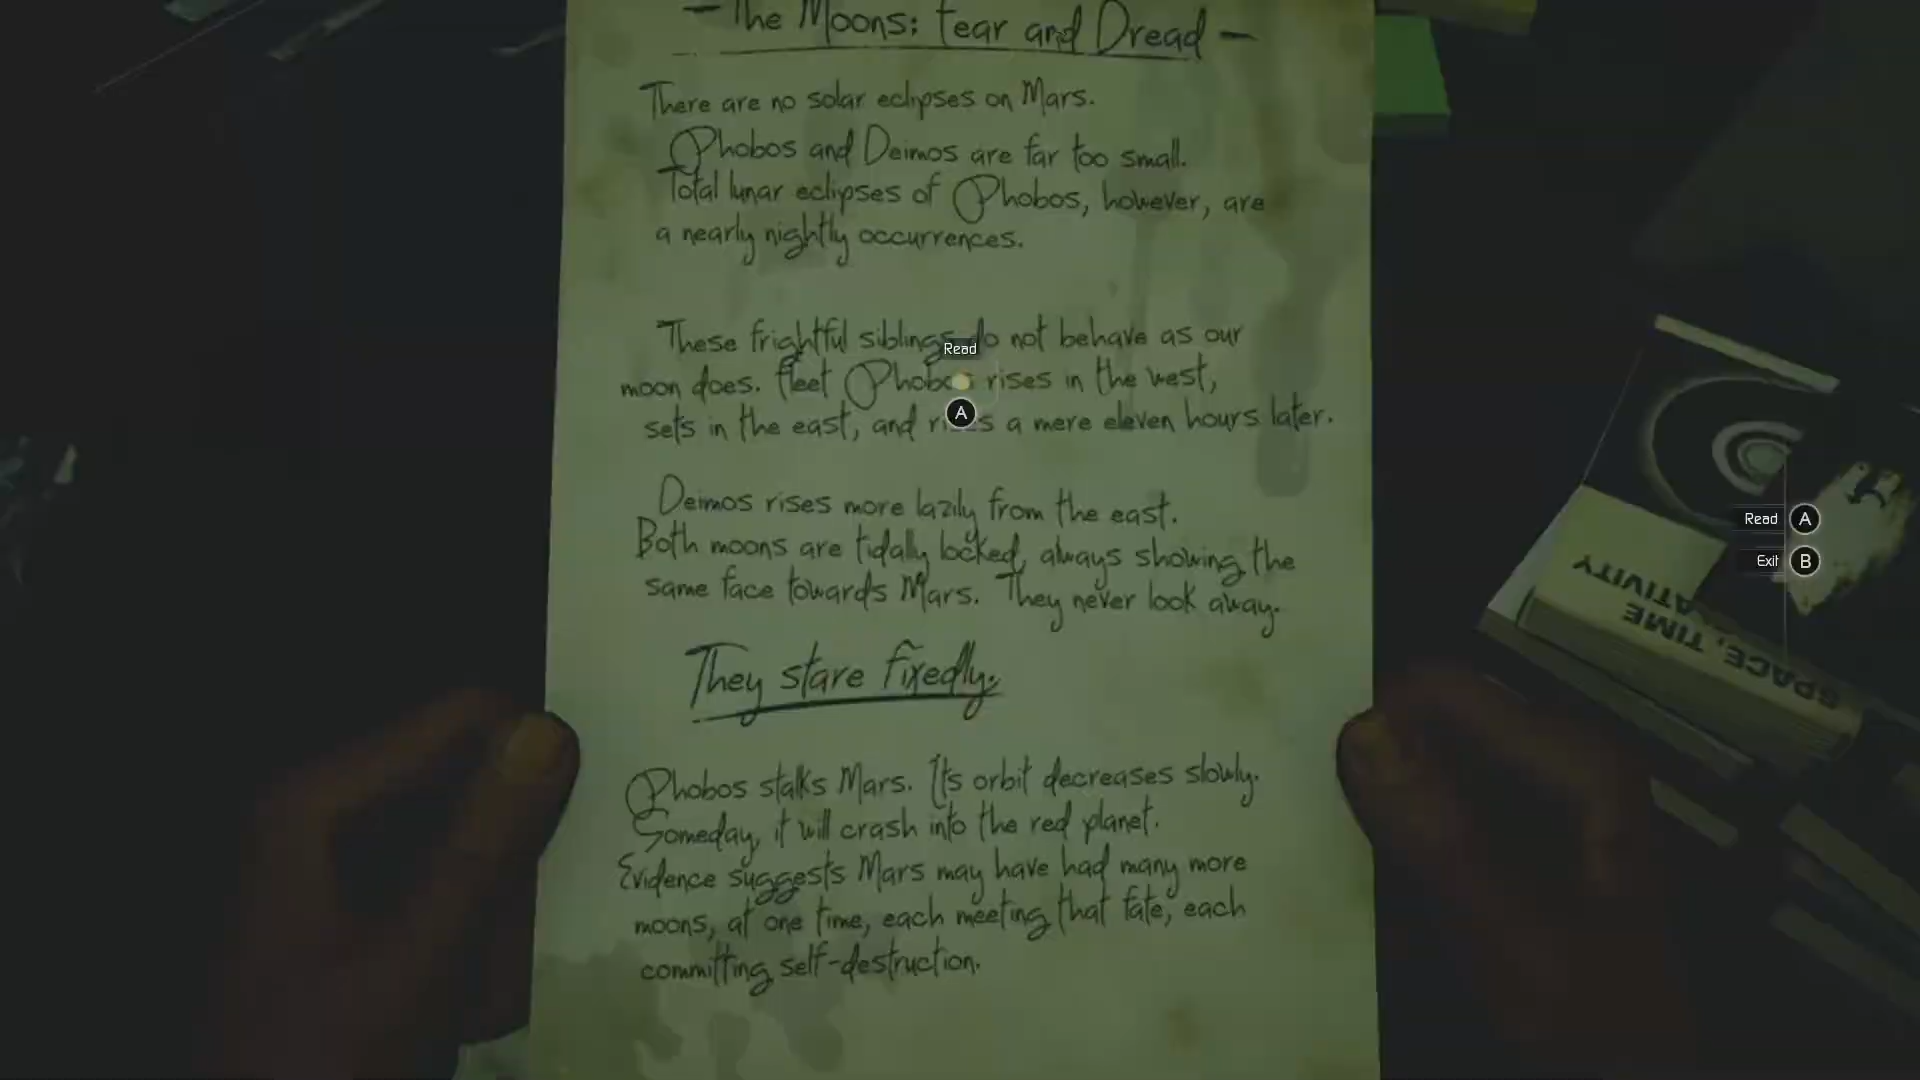 - The Moons: Fear and Dread -
There are no solar eclipses on Mars.
Phobos and Deimos are far too small.
Total lunar eclipses of Phobos, however, are
a nearly nightly occurrences.
These frightful siblings do not behave as our
moon does. Fleet Phobos rises in the west,
sets in the east, and rises a mere eleven hours later.
Deimos rises more lazily from the east.
Both moons are tidally locked, always showing the
same face towards Mars. They never look away.
They stare fixedly.
Phobos stalks Mars. Its orbit decreases slowly.
Someday, it will crash into the red planet.
Evidence suggests Mars may have had many more
moons, at one time, each meeting that fate, each
committing self-destruction.
Read
A
Read A
Exit B
SPACE, TIME